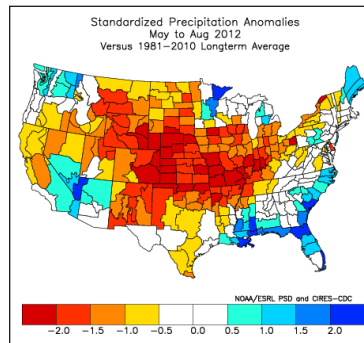 Standardized Precipitation Anomalies
May to Aug 2012
Versus 1981-2010 Longterm Average
NOAA/ESRL PSD and CIRES-CDC
-2.0 -1.5 -1.0 -0.5 0.0 0.5 1.0 1.5 2.0